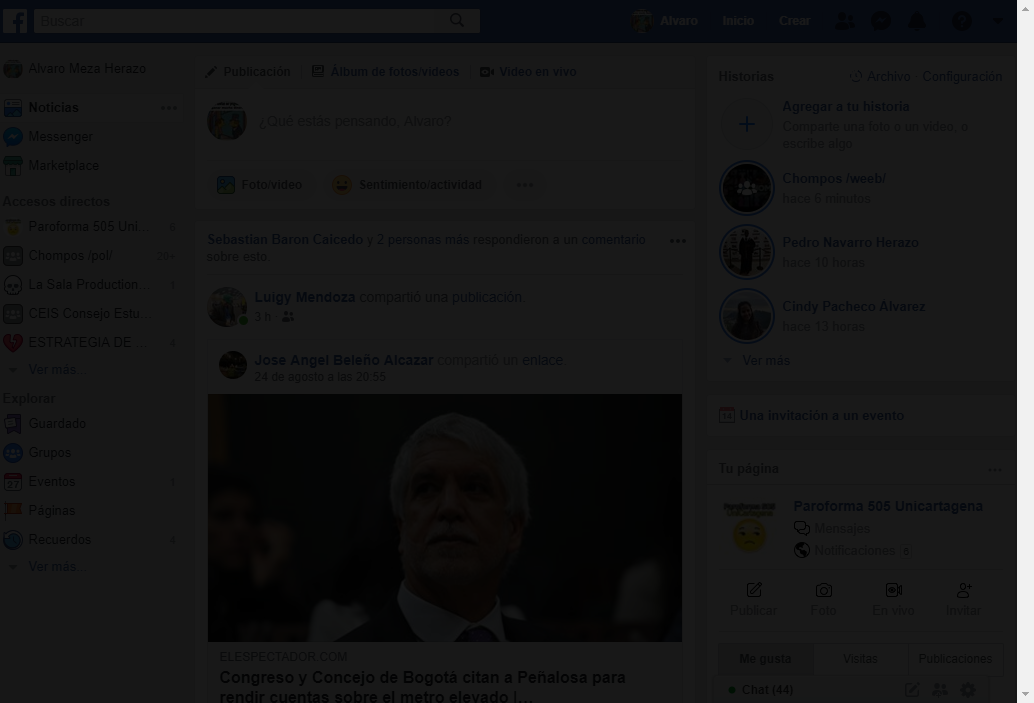 Buscar
Alvaro
Inicio
Crear
Alvaro Meza Herazo
Noticias
Messenger
Marketplace
Accesos directos
Paroforma 505 Uni... 6
Chompos /pol/ 20+
La Sala Production...
CEIS Consejo Estu...
ESTRATEGIA DE ... 4
Ver más...
Explorar
Guardado
Grupos
Eventos 1
Páginas
Recuerdos 4
Ver más...
Publicación
Álbum de fotos/videos
Video en vivo
¿Qué estás pensando, Alvaro?
Foto/video
Sentimiento/actividad
Sebastian Baron Caicedo y 2 personas más respondieron a un comentario
sobre esto.
Luigy Mendoza compartió una publicación.
3 h
Jose Angel Beleño Alcazar compartió un enlace.
24 de agosto a las 20:55
ELESPECTADOR.COM
Congreso y Concejo de Bogotá citan a Peñalosa para
rendir cuentas sobre el metro elevado |...
Historias
Archivo
Configuración
Agregar a tu historia
Comparte una foto o un video, o
escribe algo
Chompos /weeb/
hace 6 minutos
Pedro Navarro Herazo
hace 10 horas
Cindy Pacheco Alvarez
hace 13 horas
Ver más
Una invitación a un evento
Tu página
Paroforma 505 Unicartagena
Mensajes
Notificaciones 6
Publicar
Foto
En vivo
Invitar
Me gusta
Visitas
Publicaciones
Chat (44)